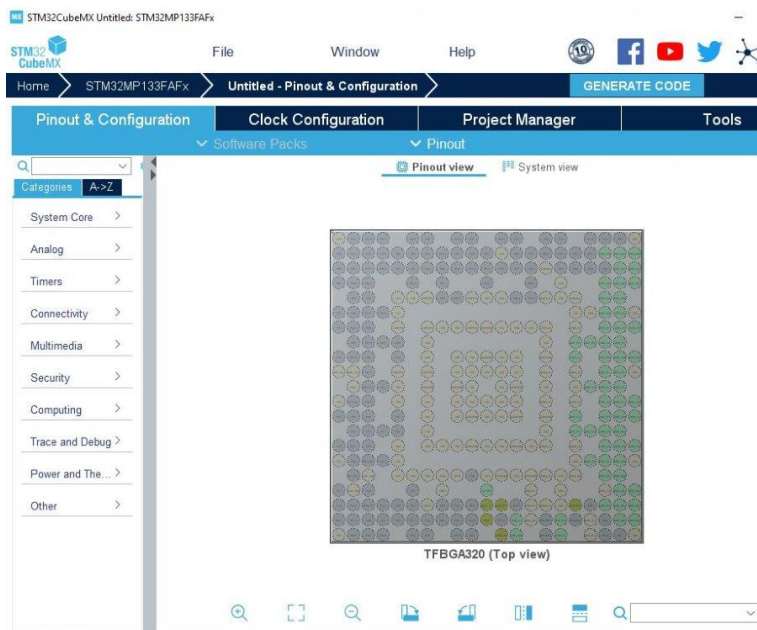 MX STM32CubeMX Untitled: STM32MP133FAFx
STM32
CubeMX
File Window Help
10
Home STM32MP133FAFx Untitled - Pinout & Configuration GENERATE CODE
Pinout & Configuration Clock Configuration Project Manager Tools
Software Packs Pinout
Pinout view System view
Categories A->Z
System Core
Analog
Timers
Connectivity
Multimedia
Security
Computing
Trace and Debug
Power and The...
Other
TFBGA320 (Top view)